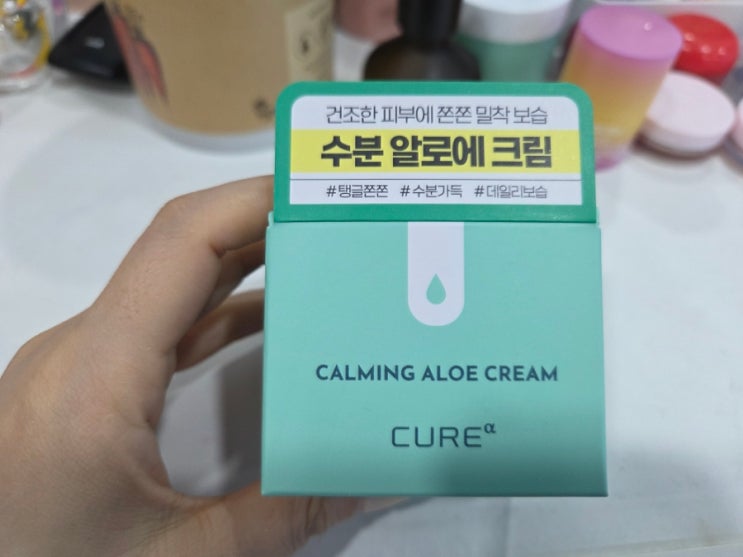 건조한 피부에 쫀쫀 밀착 보습
수분 알로에 크림
#탱글쫀쫀 #수분가득 #데일리보습
CALMING ALOE CREAM
CUREα